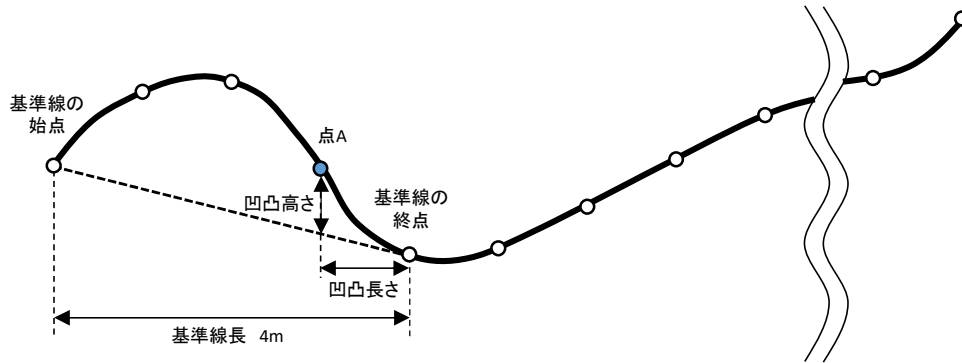 基準線の
始点
点A
凹凸高さ
基準線の
終点
凹凸長さ
基準線長 4m